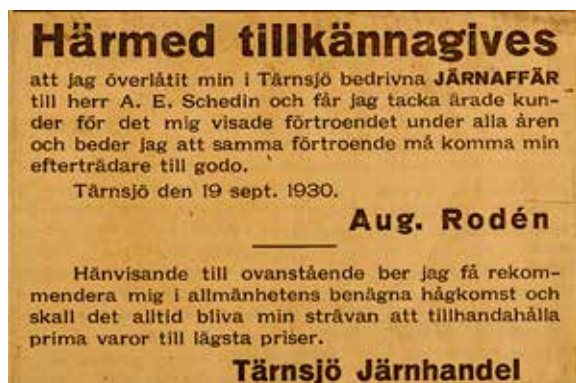 Härmed tillkännagives
att jag överlåtit min i Tärnsjö bedrivna JÄRNAFFÄR
till herr A. E. Schedin och får jag tacka ärade kun-
der för det mig visade förtroendet under alla åren
och beder jag att samma förtroende må komma min
efterträdare till godo.
Tärnsjö den 19 sept. 1930.
Aug. Rodén
Hänvisande till ovanstående ber jag få rekom-
mendera mig i allmänhetens benägna hågkomst och
skall det alltid bliva min strävan att tillhandahålla
prima varor till lägsta priser.
Tärnsjö Järnhandel